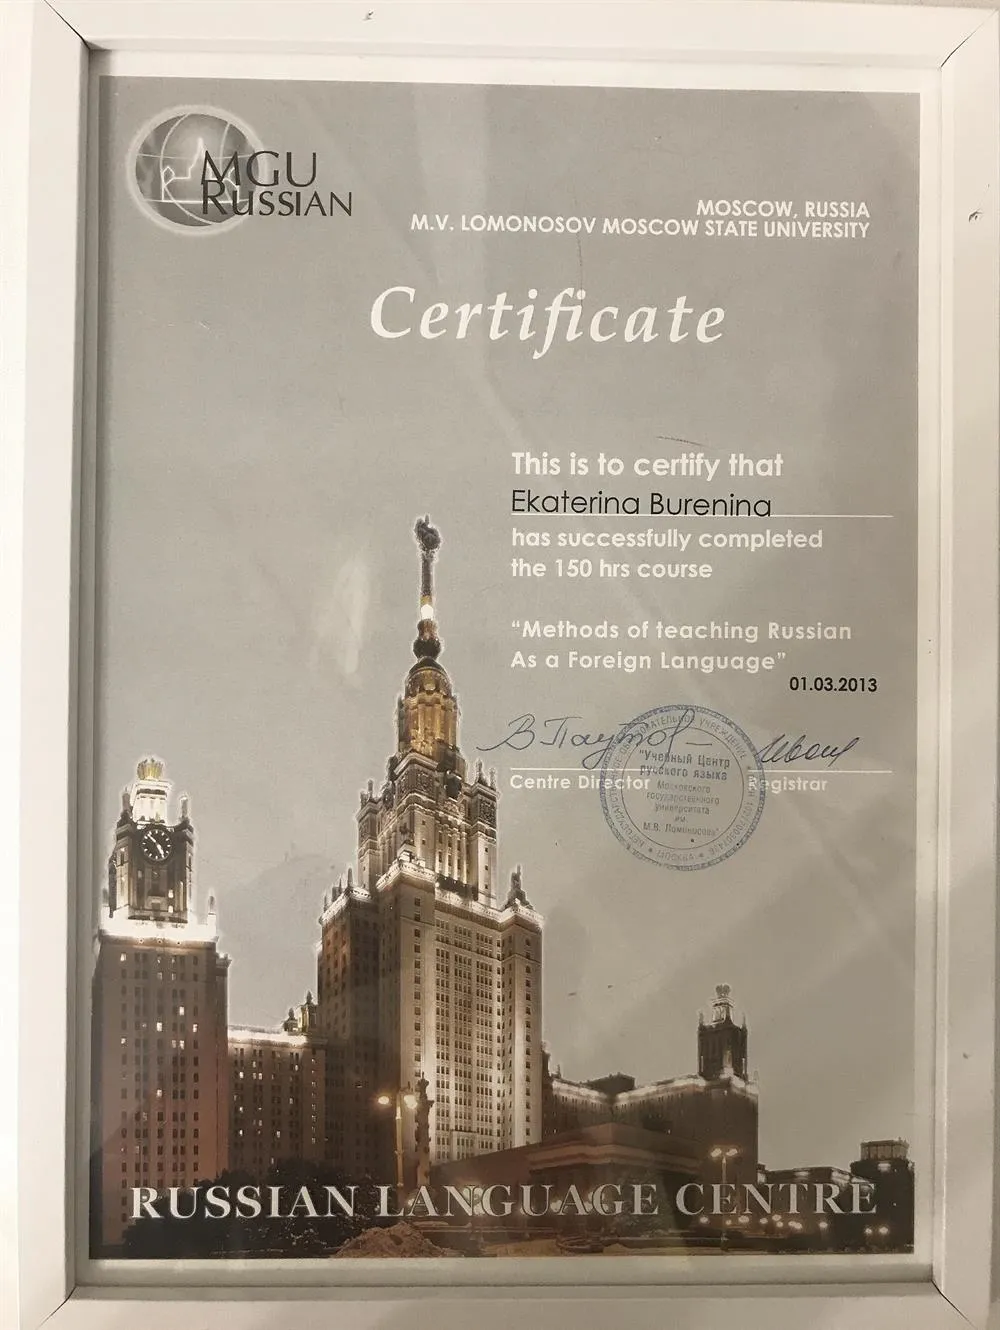 MGU
RUSSIAN
MOSCOW, RUSSIA
M.V. LOMONOSOV MOSCOW STATE UNIVERSITY
Certificate
This is to certify that
Ekaterina Burenina
has successfully completed
the 150 hrs course
“Methods of teaching Russian
As a Foreign Language”
01.03.2013
В Паутов
Centre Director
Registrar
"Учебный Центр
русского языка
Московского
государственного
университета
им.
М.В. Ломоносова"
МОСКВА
RUSSIAN LANGUAGE CENTRE